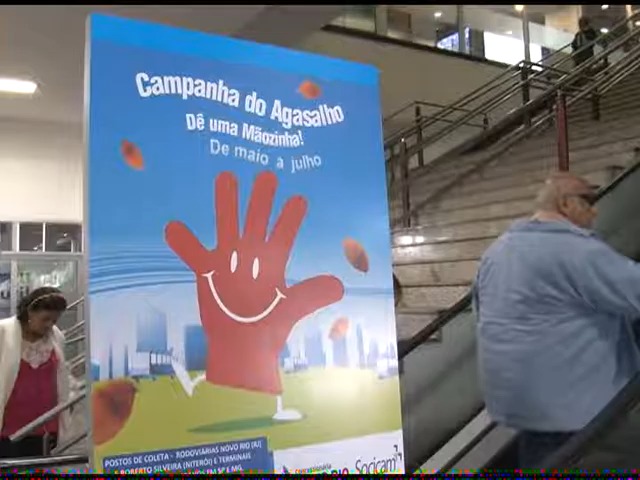 Campanha do Agasalho
Dê uma Mãozinha!
De maio a julho
POSTOS DE COLETA - RODOVIÁRIAS NOVO RIO (RJ)
ROBERTO SILVEIRA (NITERÓI) E TERMINAIS
RIO Socicam